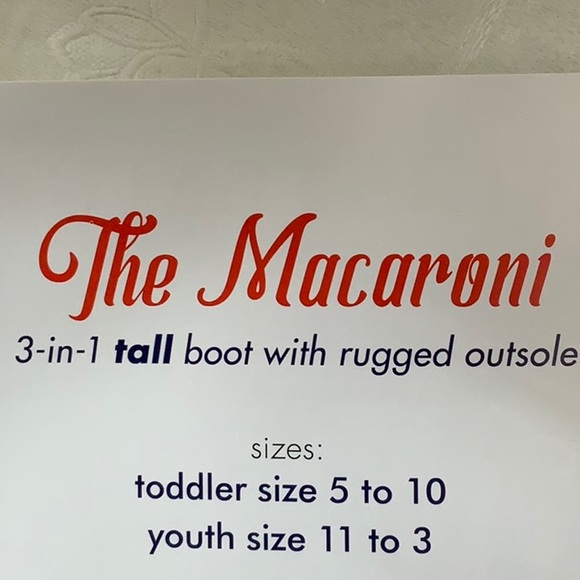 The Macaroni
3-in-1 tall boot with rugged outsole
sizes:
toddler size 5 to 10
youth size 11 to 3